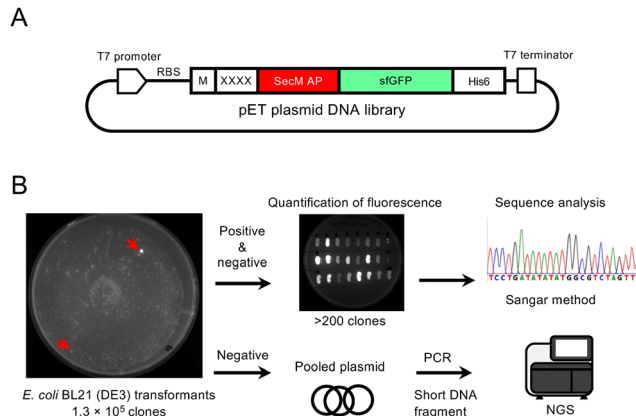 A
T7 promoter
RBS
T7 terminator
M
XXXX
SecM AP
sfGFP
His6
pET plasmid DNA library
B
Quantification of fluorescence
Sequence analysis
Positive
&
negative
TCCTGATATATATGGCGTCTAGTT
>200 clones
Sangar method
Negative
Pooled plasmid
PCR
Short DNA
fragment
NGS
E. coli BL21 (DE3) transformants
1.3 × 10⁵ clones